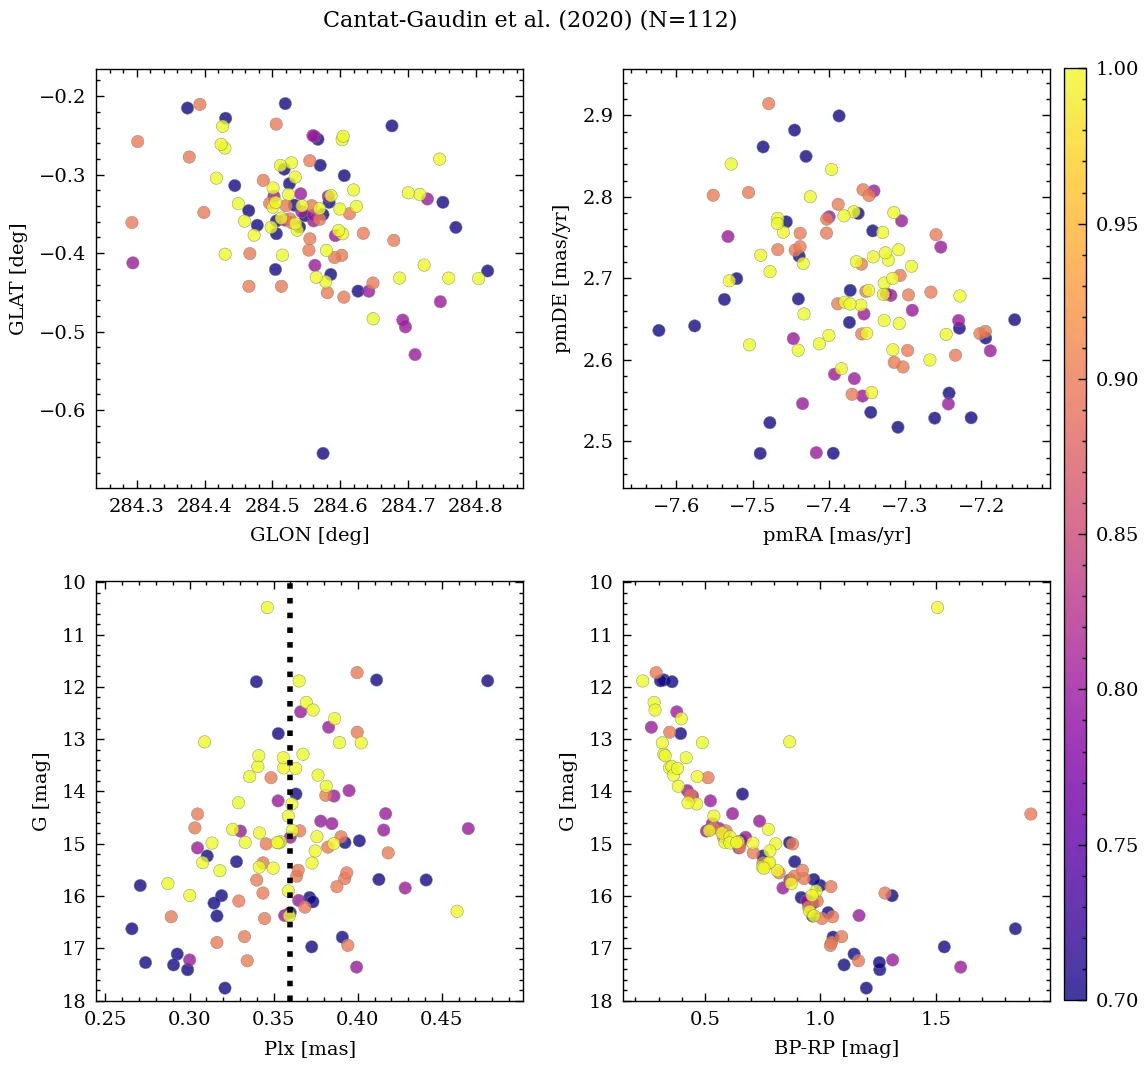 Cantat-Gaudin et al. (2020) (N=112)
−0.2
−0.3
−0.4
−0.5
−0.6
GLAT [deg]
284.3 284.4 284.5 284.6 284.7 284.8
GLON [deg]
2.9
2.8
2.7
2.6
2.5
pmDE [mas/yr]
−7.6 −7.5 −7.4 −7.3 −7.2
pmRA [mas/yr]
1.00
0.95
0.90
0.85
0.80
0.75
0.70
10
11
12
13
14
15
16
17
18
G [mag]
0.25 0.30 0.35 0.40 0.45
Plx [mas]
10
11
12
13
14
15
16
17
18
G [mag]
0.5 1.0 1.5
BP-RP [mag]